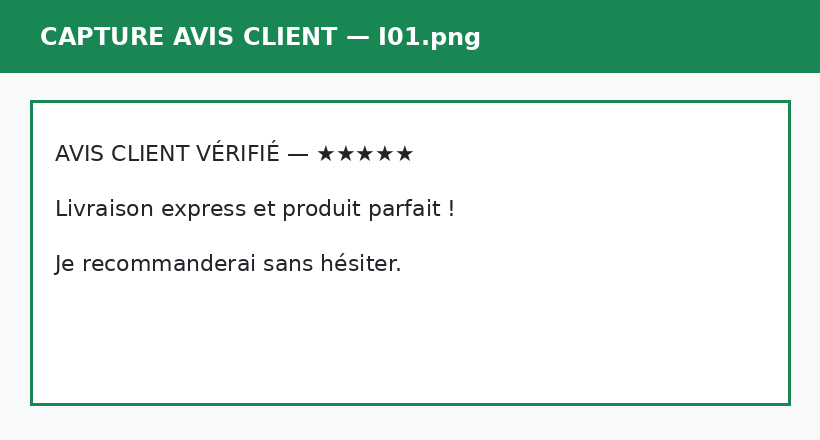 CAPTURE AVIS CLIENT — I01.png
AVIS CLIENT VÉRIFIÉ — ★★★★★
Livraison express et produit parfait !
Je recommanderai sans hésiter.